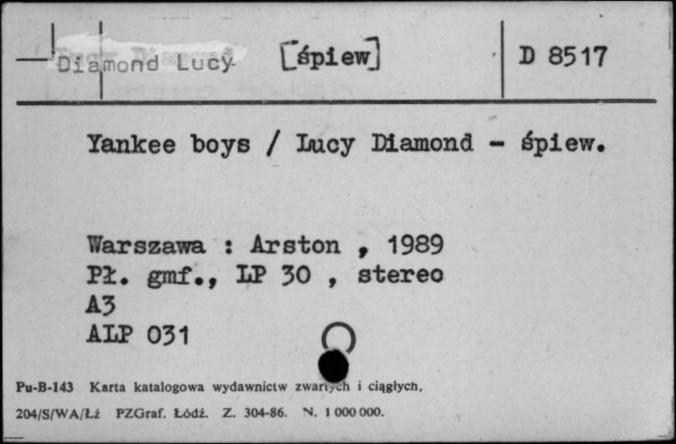 Diamond Lucy [śpiew] D 8517
Yankee boys / Lucy Diamond - śpiew.
Warszawa : Arston , 1989
Pł. gmf., LP 30 , stereo
A3
ALP 031
Pu-B-143 Karta katalogowa wydawnictw zwartych i ciągłych,
204/S/WA/Łź PZGraf. Łódź. Z. 304-86. N. 1 000 000.